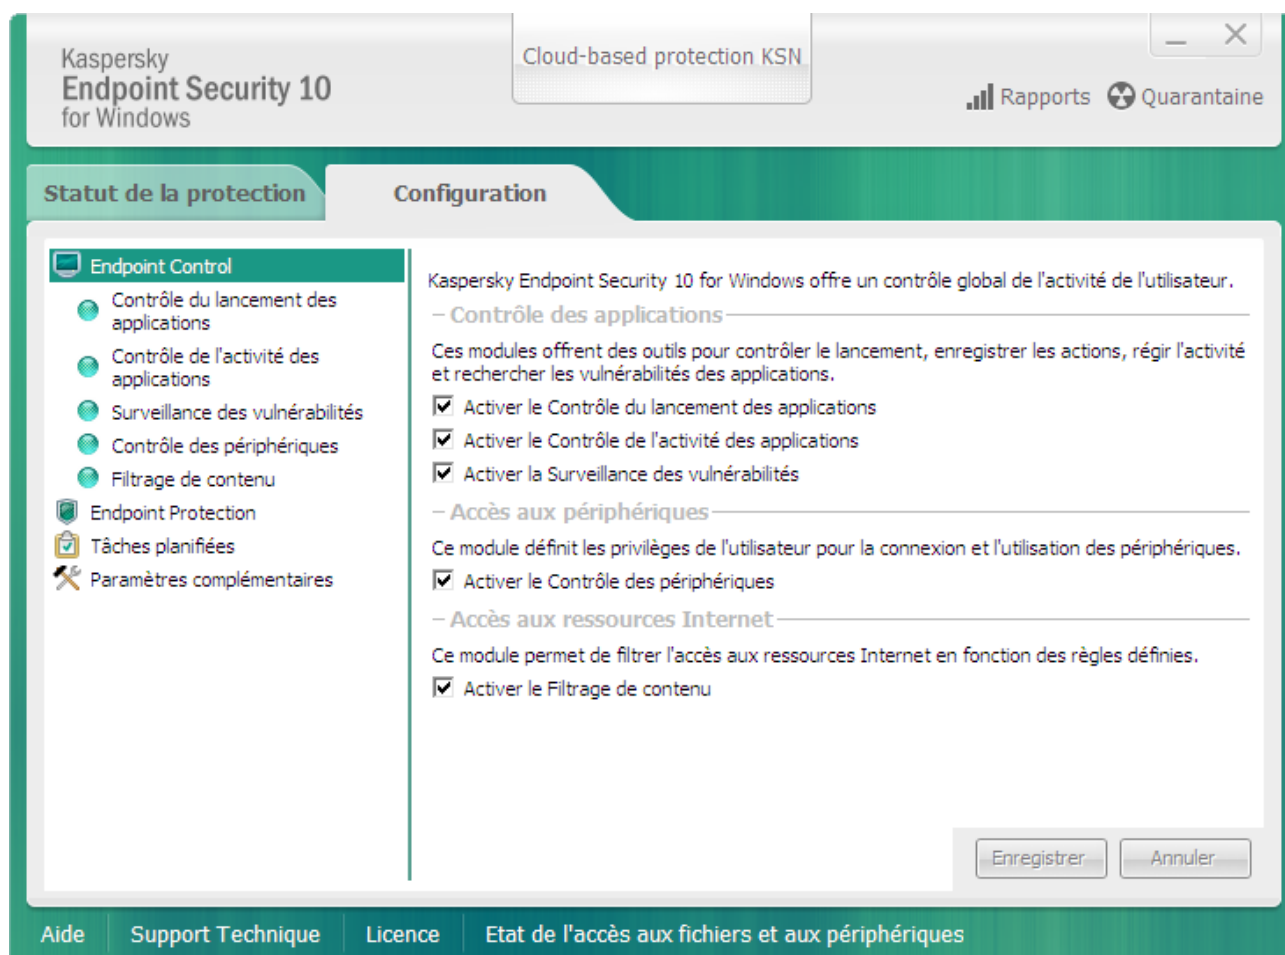 Kaspersky
Endpoint Security 10
for Windows
Cloud-based protection KSN
Rapports
Quarantaine
Statut de la protection
Configuration
Endpoint Control
Contrôle du lancement des
applications
Contrôle de l'activité des
applications
Surveillance des vulnérabilités
Contrôle des périphériques
Filtrage de contenu
Endpoint Protection
Tâches planifiées
Paramètres complémentaires
Kaspersky Endpoint Security 10 for Windows offre un contrôle global de l'activité de l'utilisateur.
Contrôle des applications
Ces modules offrent des outils pour contrôler le lancement, enregistrer les actions, régir l'activité
et rechercher les vulnérabilités des applications.
Activer le Contrôle du lancement des applications
Activer le Contrôle de l'activité des applications
Activer la Surveillance des vulnérabilités
Accès aux périphériques
Ce module définit les privilèges de l'utilisateur pour la connexion et l'utilisation des périphériques.
Activer le Contrôle des périphériques
Accès aux ressources Internet
Ce module permet de filtrer l'accès aux ressources Internet en fonction des règles définies.
Activer le Filtrage de contenu
Enregistrer
Annuler
Aide
Support Technique
Licence
Etat de l'accès aux fichiers et aux périphériques